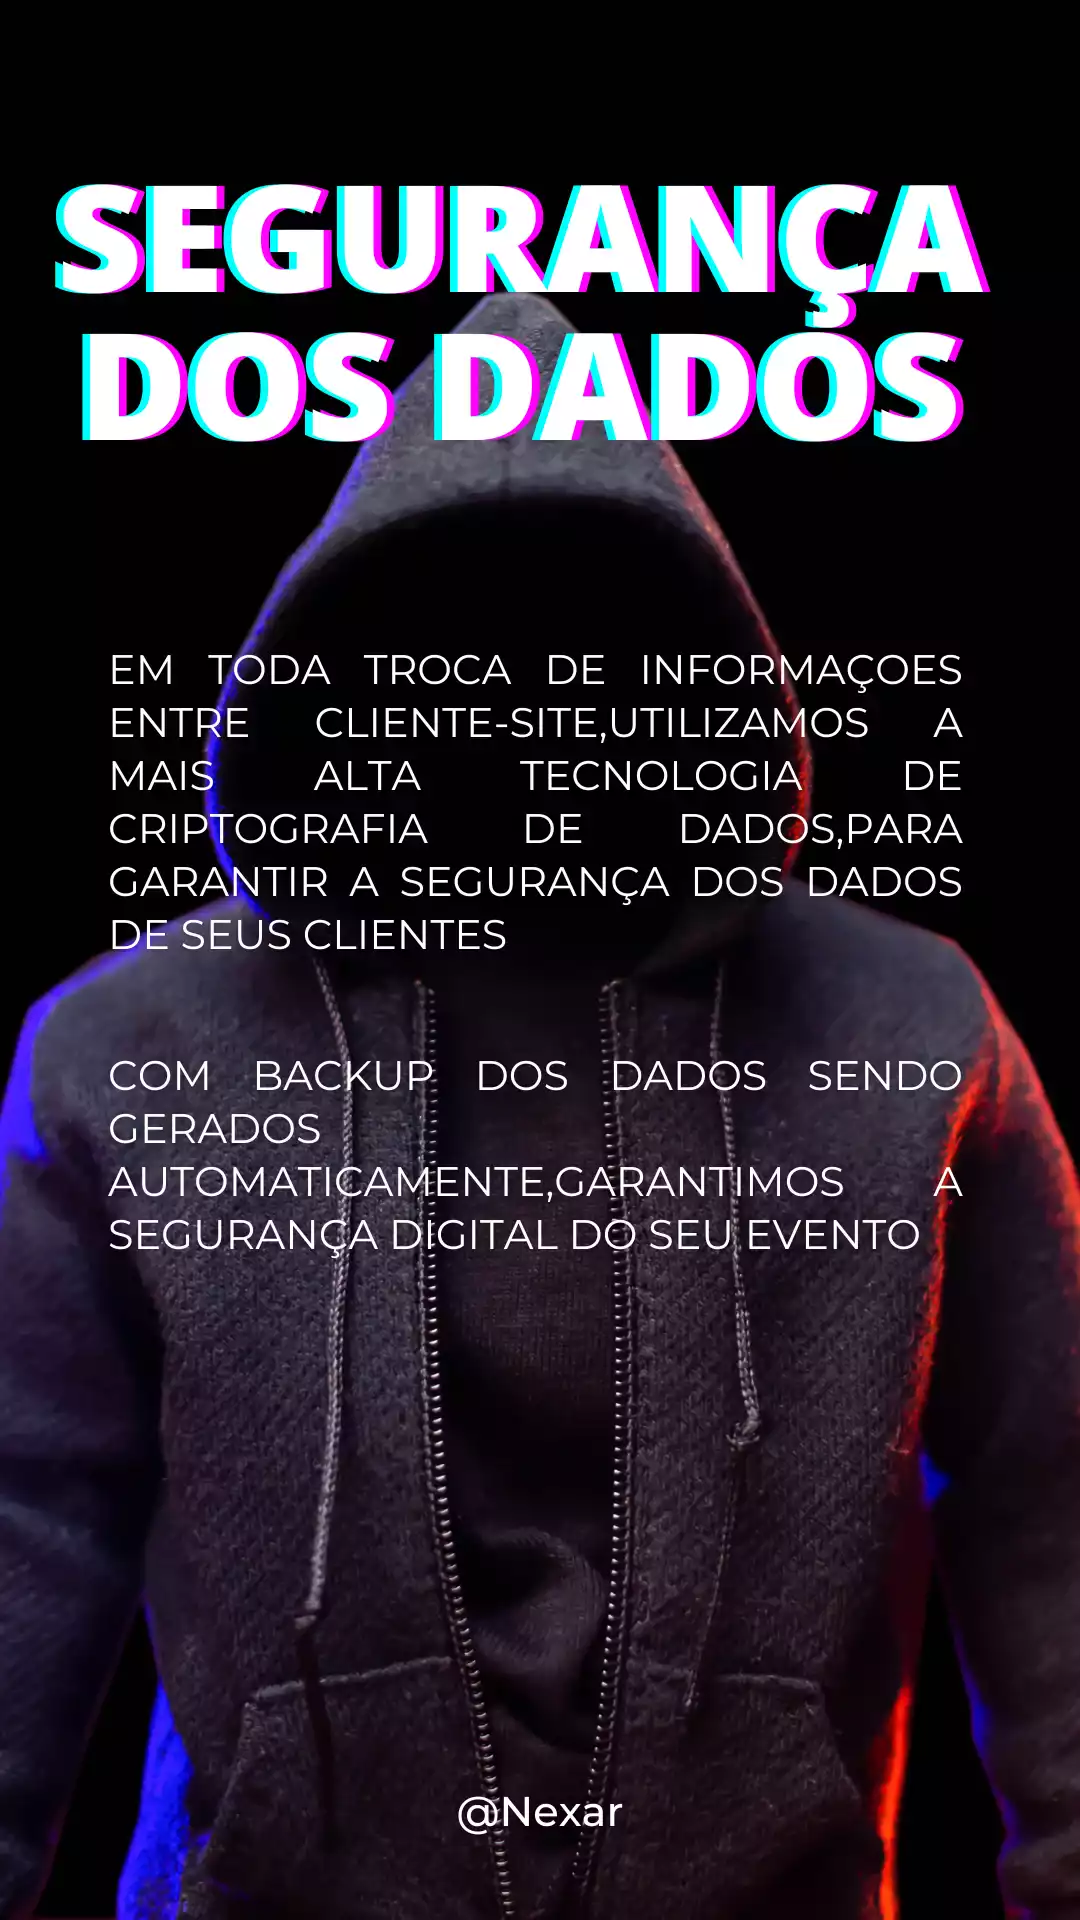 SEGURANÇA
DOS DADOS
EM TODA TROCA DE INFORMAÇOES
ENTRE CLIENTE-SITE,UTILIZAMOS A
MAIS ALTA TECNOLOGIA DE
CRIPTOGRAFIA DE DADOS,PARA
GARANTIR A SEGURANÇA DOS DADOS
DE SEUS CLIENTES
COM BACKUP DOS DADOS SENDO
GERADOS
AUTOMATICAMENTE,GARANTIMOS A
SEGURANÇA DIGITAL DO SEU EVENTO
@Nexar